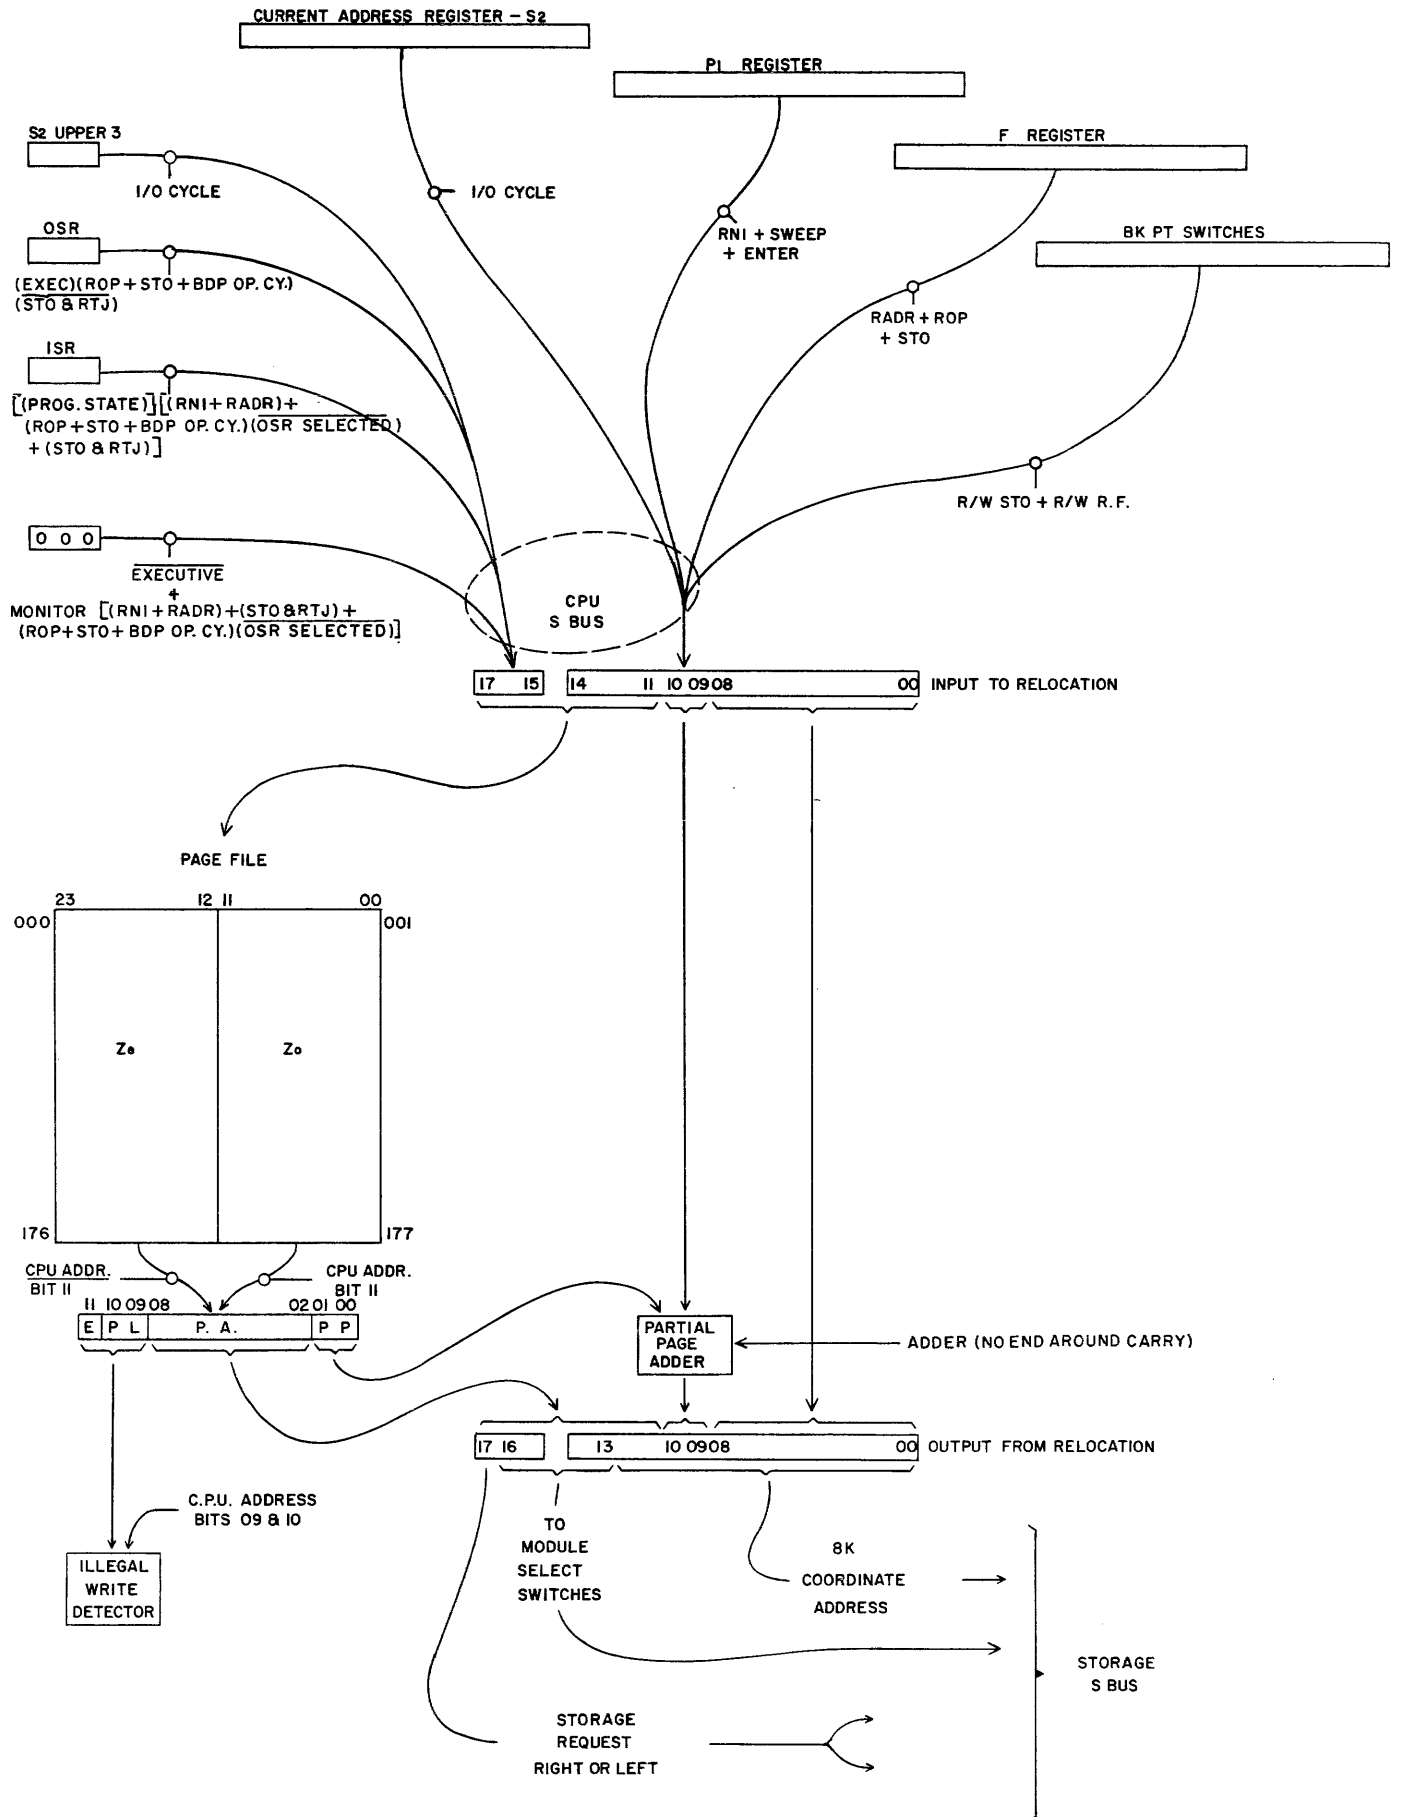 CURRENT ADDRESS REGISTER – S2
P1 REGISTER
F REGISTER
BK PT SWITCHES
S2 UPPER 3
I/O CYCLE
I/O CYCLE
RNI + SWEEP
+ ENTER
OSR
(EXEC)(ROP+STO+BDP OP. CY.)
(STO & RTJ)
RADR + ROP
+ STO
ISR
[(PROG. STATE)][(RNI+RADR)+
(ROP+STO+BDP OP. CY.)(OSR SELECTED)
+ (STO & RTJ)]
R/W STO + R/W R.F.
0 0 0
EXECUTIVE
+
MONITOR [(RNI+RADR)+(STO&RTJ)+
(ROP+STO+BDP OP. CY.)(OSR SELECTED)]
CPU
S BUS
17 15 14 11 10 09 08 00 INPUT TO RELOCATION
PAGE FILE
23 12 11 00
000 001
Ze Zo
176 177
CPU ADDR.
BIT 11
CPU ADDR.
BIT 11
11 10 09 08 02 01 00
E P L P. A. P P
PARTIAL
PAGE
ADDER
ADDER (NO END AROUND CARRY)
17 16 13 10 09 08 00 OUTPUT FROM RELOCATION
C.P.U. ADDRESS
BITS 09 & 10
ILLEGAL
WRITE
DETECTOR
TO
MODULE
SELECT
SWITCHES
8K
COORDINATE
ADDRESS
STORAGE
S BUS
STORAGE
REQUEST
RIGHT OR LEFT